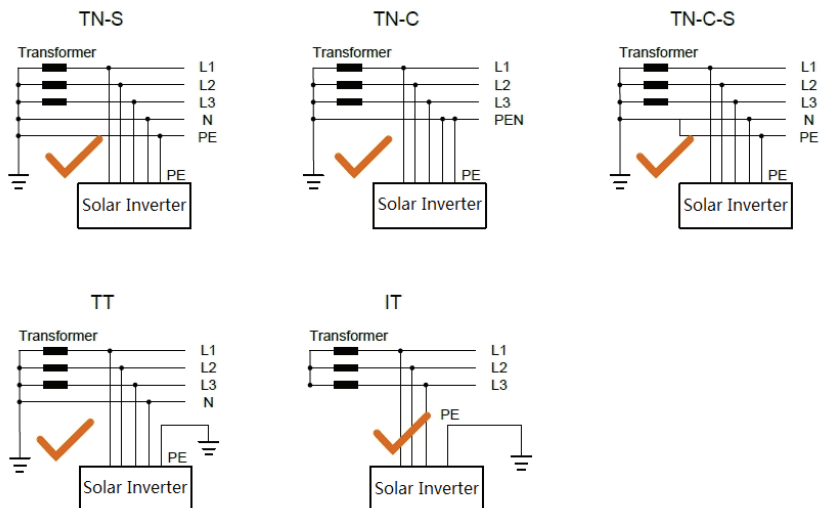 TN-S
Transformer
L1
L2
L3
N
PE
PE
Solar Inverter
TN-C
Transformer
L1
L2
L3
PEN
PE
Solar Inverter
TN-C-S
Transformer
L1
L2
L3
N
PE
PE
Solar Inverter
TT
Transformer
L1
L2
L3
N
PE
Solar Inverter
IT
Transformer
L1
L2
L3
PE
Solar Inverter